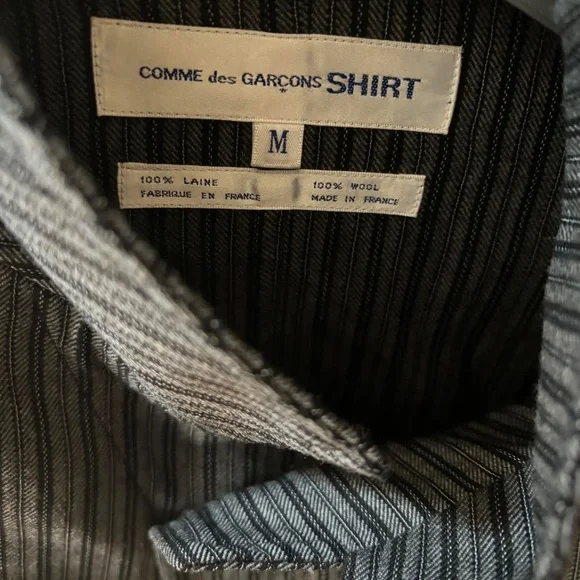 COMME des GARÇONS SHIRT
*
M
100% LAINE 100% WOOL
FABRIQUE EN FRANCE MADE IN FRANCE